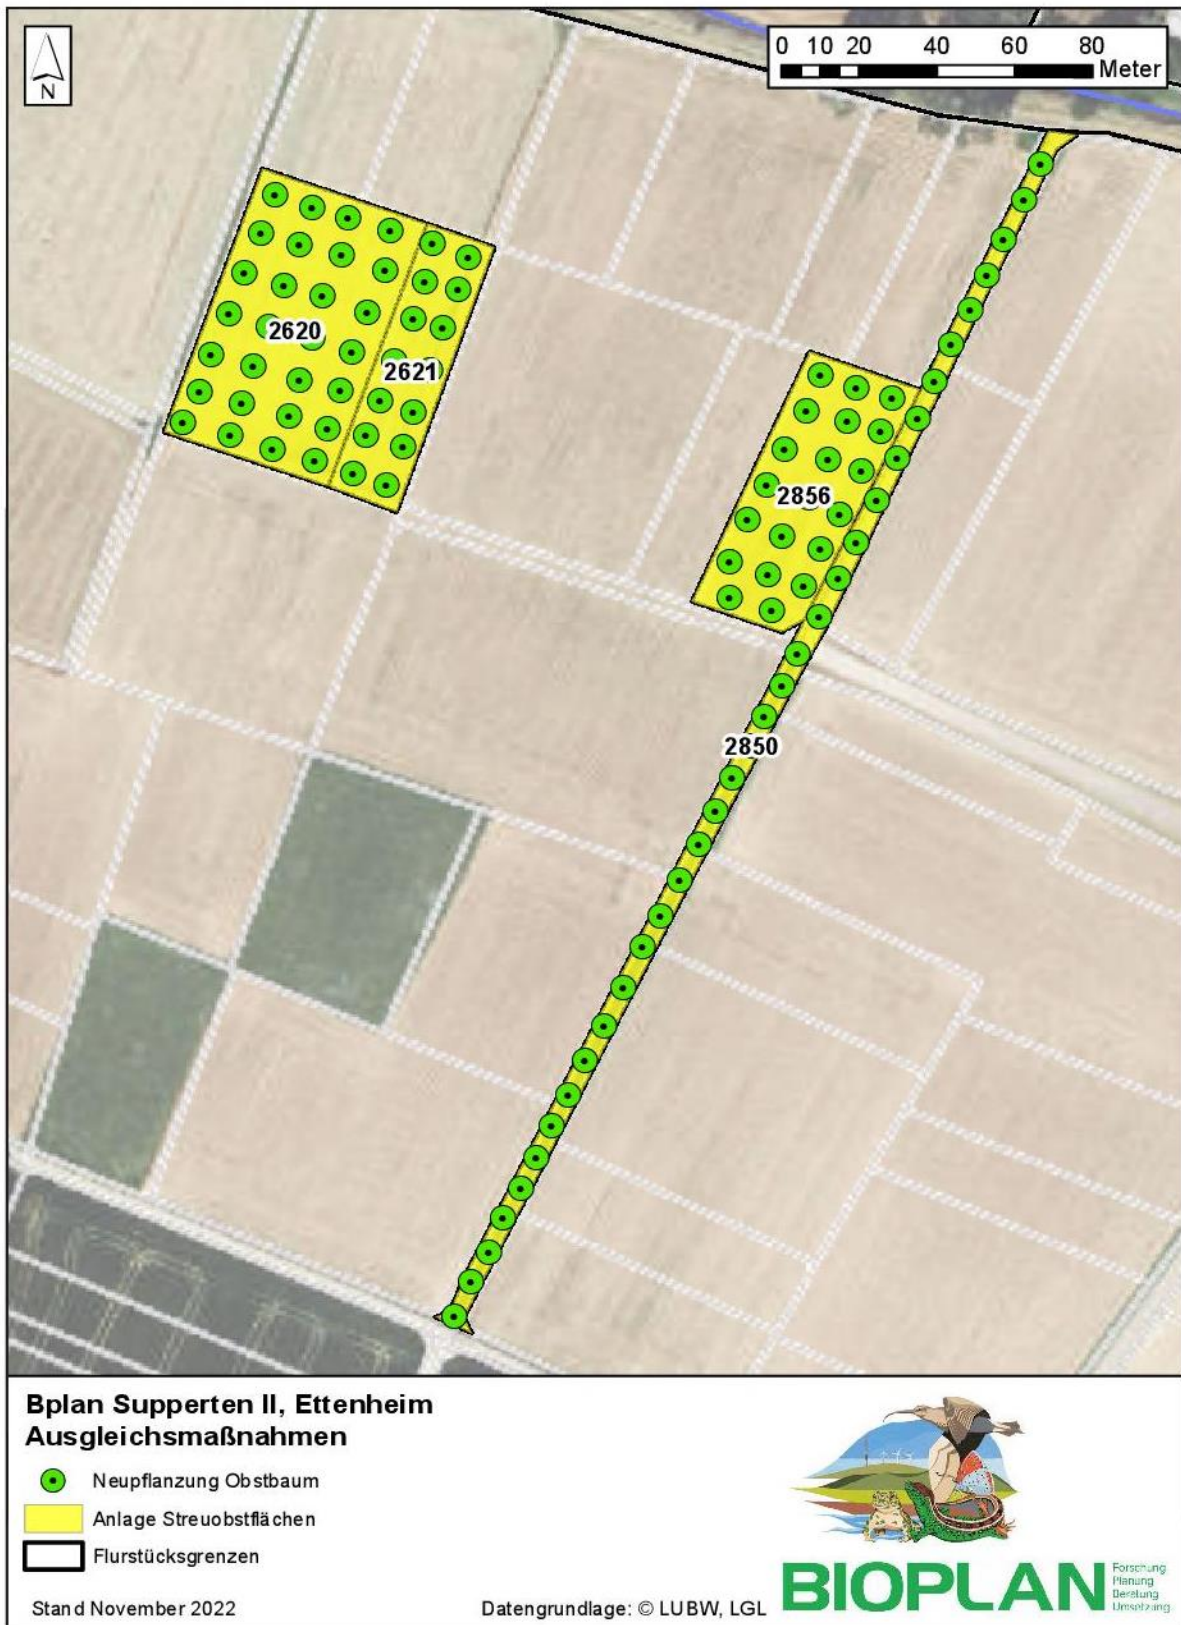 0 10 20 40 60 80
Meter
N
2620
2621
2856
2850
Bplan Supperten II, Ettenheim
Ausgleichsmaßnahmen
Neupflanzung Obstbaum
Anlage Streuobstflächen
Flurstücksgrenzen
Stand November 2022
Datengrundlage: © LUBW, LGL
BIOPLAN
Forschung
Planung
Beratung
Umsetzung